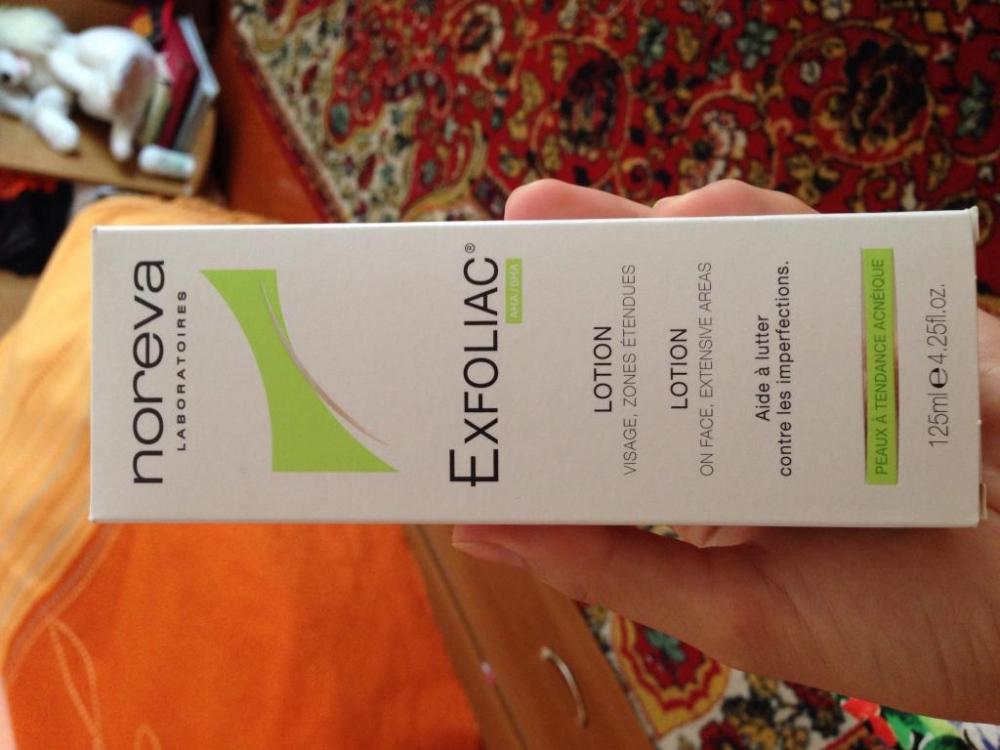 noreva
LABORATOIRES
EXFOLIAC®
AHA/BHA
LOTION
VISAGE, ZONES ÉTENDUES
LOTION
ON FACE, EXTENSIVE AREAS
Aide à lutter
contre les imperfections.
PEAUX À TENDANCE ACNÉIQUE
125ml e 4.25fl.oz.